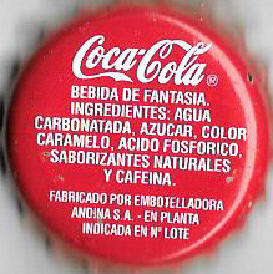 Coca-Cola®
BEBIDA DE FANTASIA.
INGREDIENTES: AGUA
CARBONATADA, AZUCAR, COLOR
CARAMELO, ACIDO FOSFORICO,
SABORIZANTES NATURALES
Y CAFEINA.
FABRICADO POR EMBOTELLADORA
ANDINA S.A. - EN PLANTA
INDICADA EN Nº LOTE